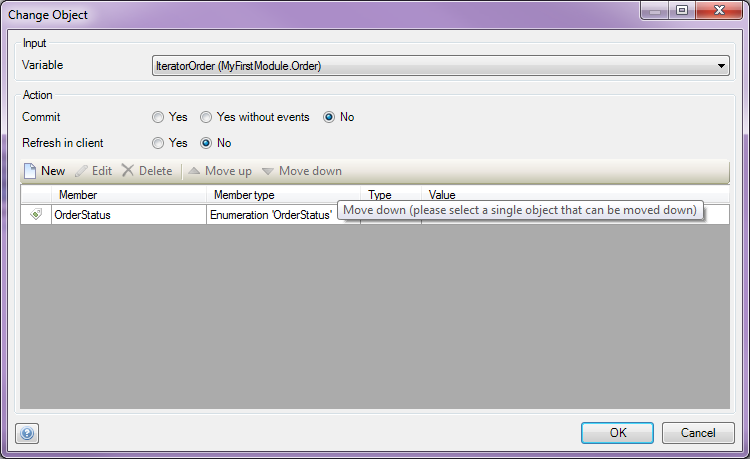 Change Object
Input
Variable
IteratorOrder (MyFirstModule.Order)
Action
Commit
Yes
Yes without events
No
Refresh in client
Yes
No
New
Edit
Delete
Move up
Move down
Member
Member type
Type
Value
OrderStatus
Enumeration 'OrderStatus'
Move down (please select a single object that can be moved down)
OK
Cancel